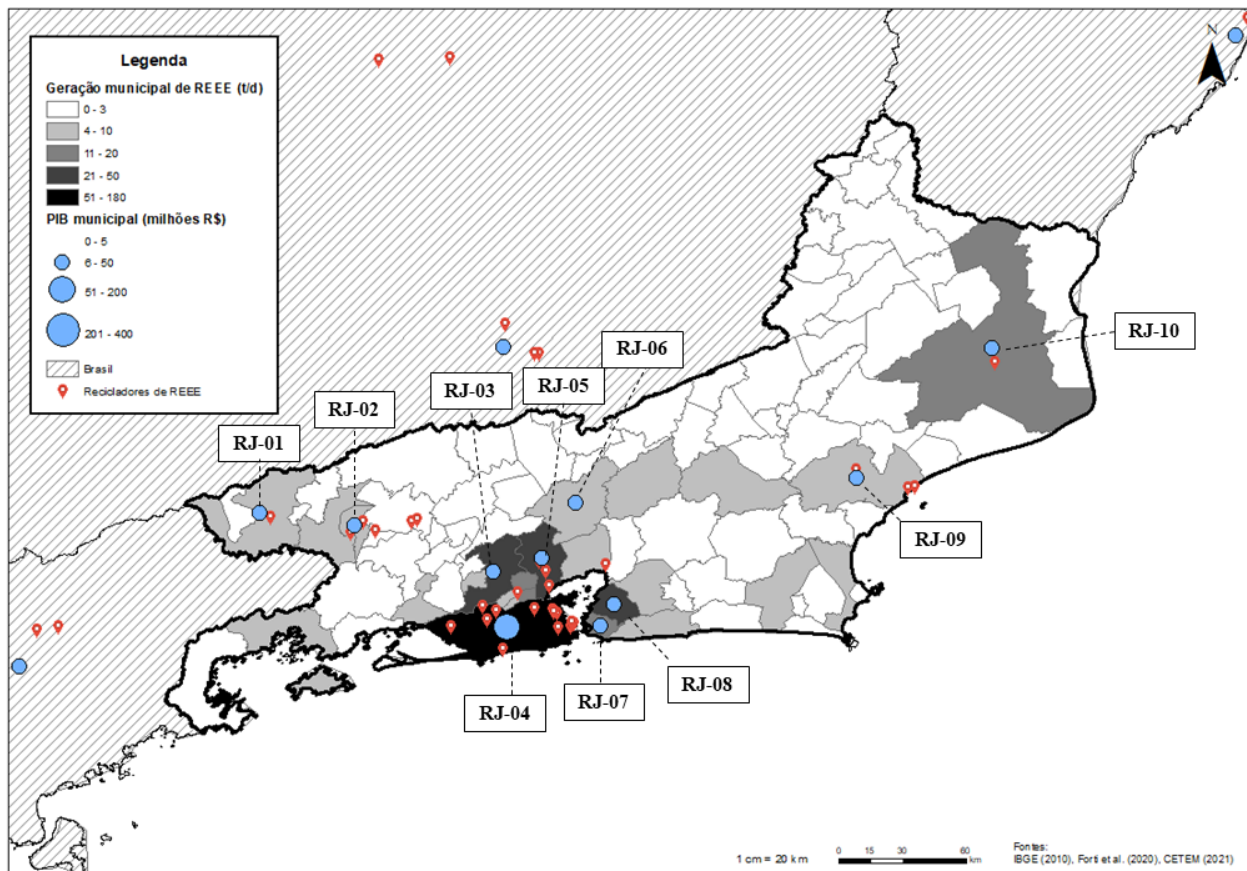 Legenda
Geração municipal de REEE (t/d)
0 - 3
4 - 10
11 - 20
21 - 50
51 - 180
PIB municipal (milhões R$)
0 - 5
6 - 50
51 - 200
201 - 400
Brasil
Recicladores de REEE
N
RJ-10
RJ-06
RJ-03
RJ-05
RJ-02
RJ-01
RJ-09
RJ-08
RJ-07
RJ-04
1 cm = 20 km
0 15 30 60
km
Fontes:
IBGE (2010), Forti et al. (2020), CETEM (2021)